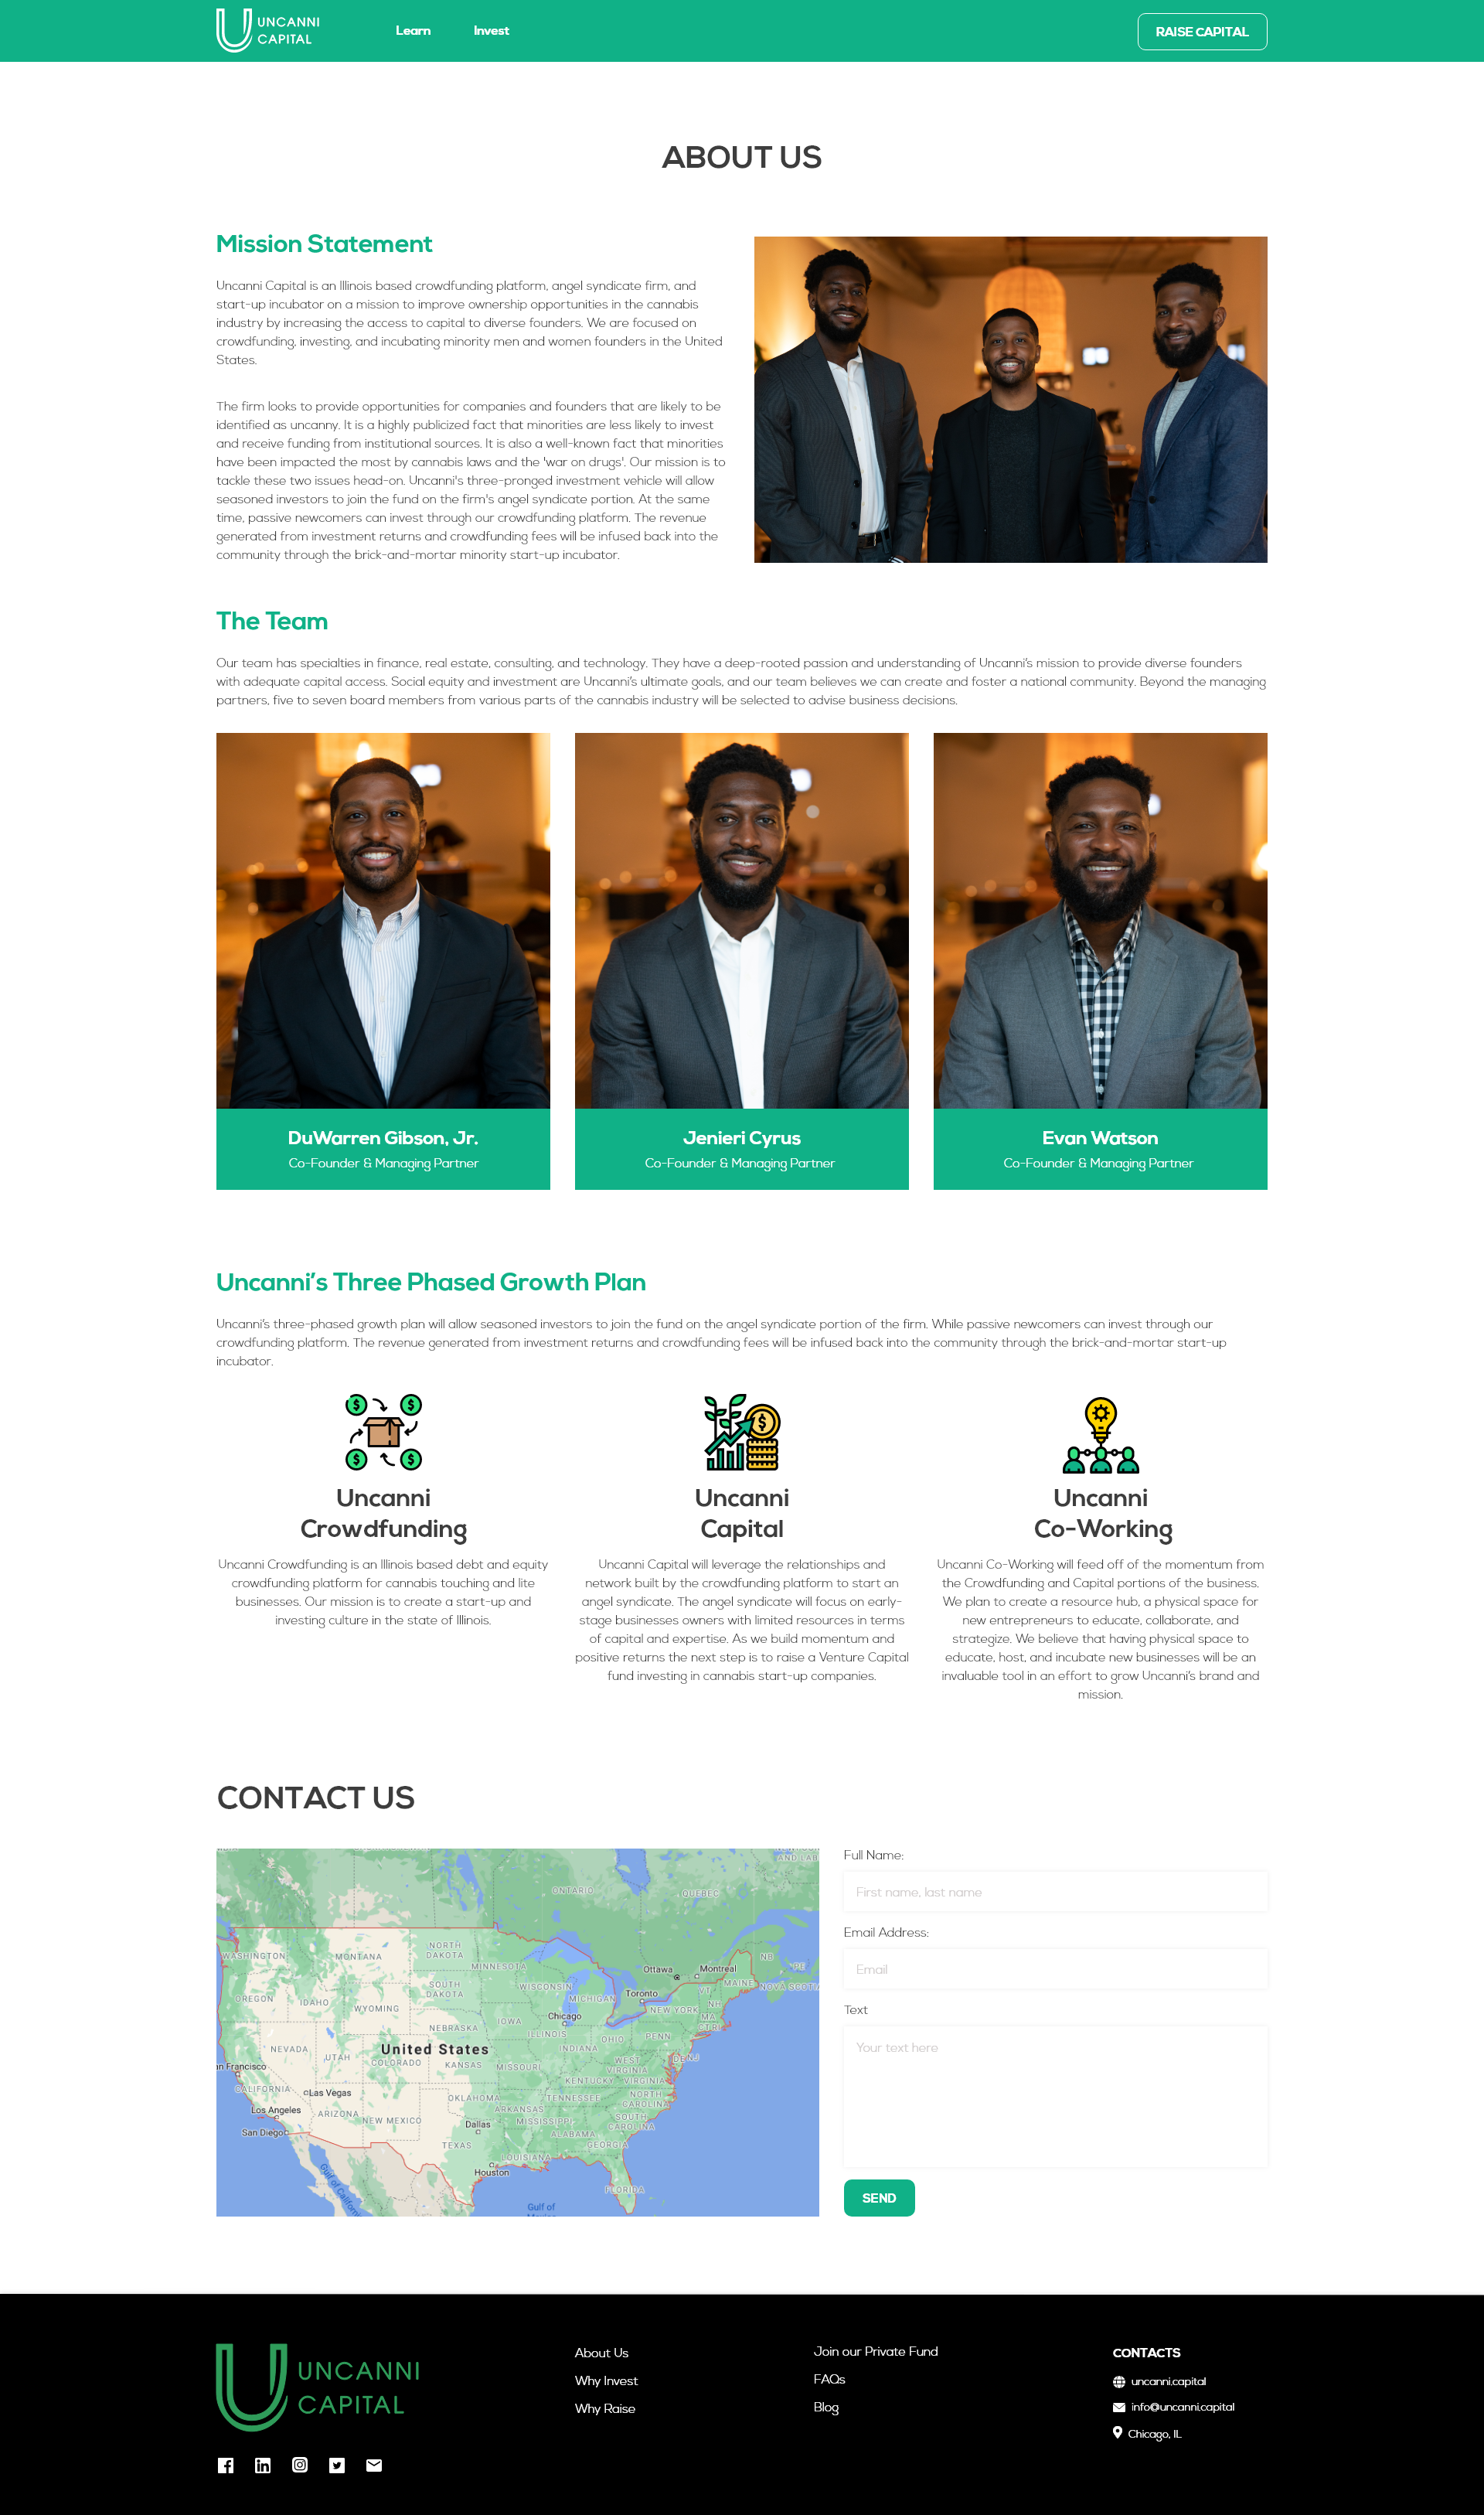 UNCANNI
CAPITAL
Learn
Invest
RAISE CAPITAL
ABOUT US
Mission Statement
Uncanni Capital is an Illinois based crowdfunding platform, angel syndicate firm, and
start-up incubator on a mission to improve ownership opportunities in the cannabis
industry by increasing the access to capital to diverse founders. We are focused on
crowdfunding, investing, and incubating minority men and women founders in the United
States.
The firm looks to provide opportunities for companies and founders that are likely to be
identified as uncanny. It is a highly publicized fact that minorities are less likely to invest
and receive funding from institutional sources. It is also a well-known fact that minorities
have been impacted the most by cannabis laws and the 'war on drugs'. Our mission is to
tackle these two issues head-on. Uncanni's three-pronged investment vehicle will allow
seasoned investors to join the fund on the firm's angel syndicate portion. At the same
time, passive newcomers can invest through our crowdfunding platform. The revenue
generated from investment returns and crowdfunding fees will be infused back into the
community through the brick-and-mortar minority start-up incubator.
The Team
Our team has specialties in finance, real estate, consulting, and technology. They have a deep-rooted passion and understanding of Uncanni's mission to provide diverse founders
with adequate capital access. Social equity and investment are Uncanni's ultimate goals, and our team believes we can create and foster a national community. Beyond the managing
partners, five to seven board members from various parts of the cannabis industry will be selected to advise business decisions.
DuWarren Gibson, Jr.
Co-Founder & Managing Partner
Jenieri Cyrus
Co-Founder & Managing Partner
Evan Watson
Co-Founder & Managing Partner
Uncanni's Three Phased Growth Plan
Uncanni's three-phased growth plan will allow seasoned investors to join the fund on the angel syndicate portion of the firm. While passive newcomers can invest through our
crowdfunding platform. The revenue generated from investment returns and crowdfunding fees will be infused back into the community through the brick-and-mortar start-up
incubator.
Uncanni
Crowdfunding
Uncanni Crowdfunding is an Illinois based debt and equity
crowdfunding platform for cannabis touching and lite
businesses. Our mission is to create a start-up and
investing culture in the state of Illinois.
Uncanni
Capital
Uncanni Capital will leverage the relationships and
network built by the crowdfunding platform to start an
angel syndicate. The angel syndicate will focus on early-
stage businesses owners with limited resources in terms
of capital and expertise. As we build momentum and
positive returns the next step is to raise a Venture Capital
fund investing in cannabis start-up companies.
Uncanni
Co-Working
Uncanni Co-Working will feed off of the momentum from
the Crowdfunding and Capital portions of the business.
We plan to create a resource hub, a physical space for
new entrepreneurs to educate, collaborate, and
strategize. We believe that having physical space to
educate, host, and incubate new businesses will be an
invaluable tool in an effort to grow Uncanni's brand and
mission.
CONTACT US
ONTARIO
QUEBEC
WASHINGTON
MONTANA
NORTH
DAKOTA
MINNESOTA
Ottawa
Montreal
NB
PE
NOVA SCOTIA
MAINE
OREGON
IDAHO
SOUTH
DAKOTA
WISCONSIN
MICHIGAN
Toronto
VT
NH
NEW YORK
MA
CT RI
WYOMING
Chicago
IOWA
NEBRASKA
ILLINOIS
OHIO
PENN
NEVADA
UTAH
United States
INDIANA
COLORADO
KANSAS
MISSOURI
WEST
VIRGINIA
DE NJ
an Francisco
CALIFORNIA
Las Vegas
KENTUCKY
VIRGINIA
OKLAHOMA
TENNESSEE
NORTH
CAROLINA
Los Angeles
ARIZONA
NEW MEXICO
ARKANSAS
MISSISSIPPI
SOUTH
CAROLINA
San Diego
Dallas
ALABAMA
TEXAS
GEORGIA
LOUISIANA
Houston
Gulf of California
FLORIDA
Gulf of
Full Name:
First name, last name
Email Address:
Email
Text
Your text here
SEND
UNCANNI
CAPITAL
About Us
Why Invest
Why Raise
Join our Private Fund
FAQs
Blog
CONTACTS
uncanni.capital
info@uncanni.capital
Chicago, IL